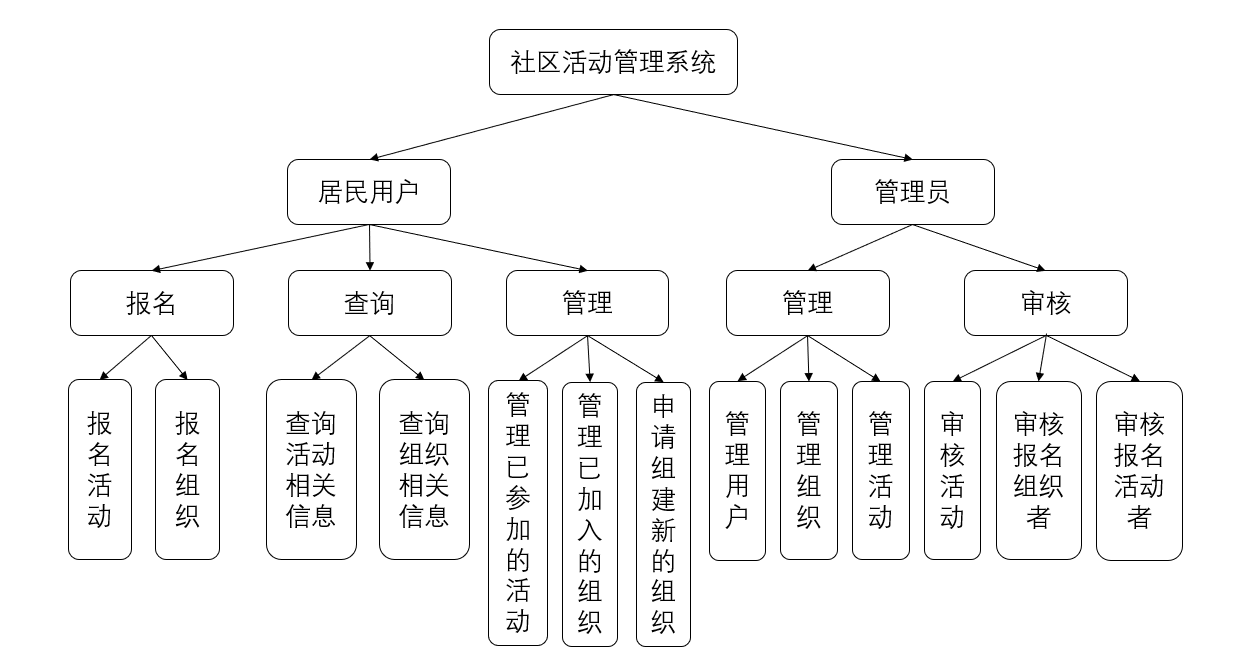 社区活动管理系统
居民用户
管理员
报名
查询
管理
管理
审核
报名活动
报名组织
查询
活动
相关
信息
查询
组织
相关
信息
管理已参加的活动
管理已加入的组织
申请组建新的组织
管理用户
管理组织
管理活动
审核活动
审核
报名
组织
者
审核
报名
活动
者